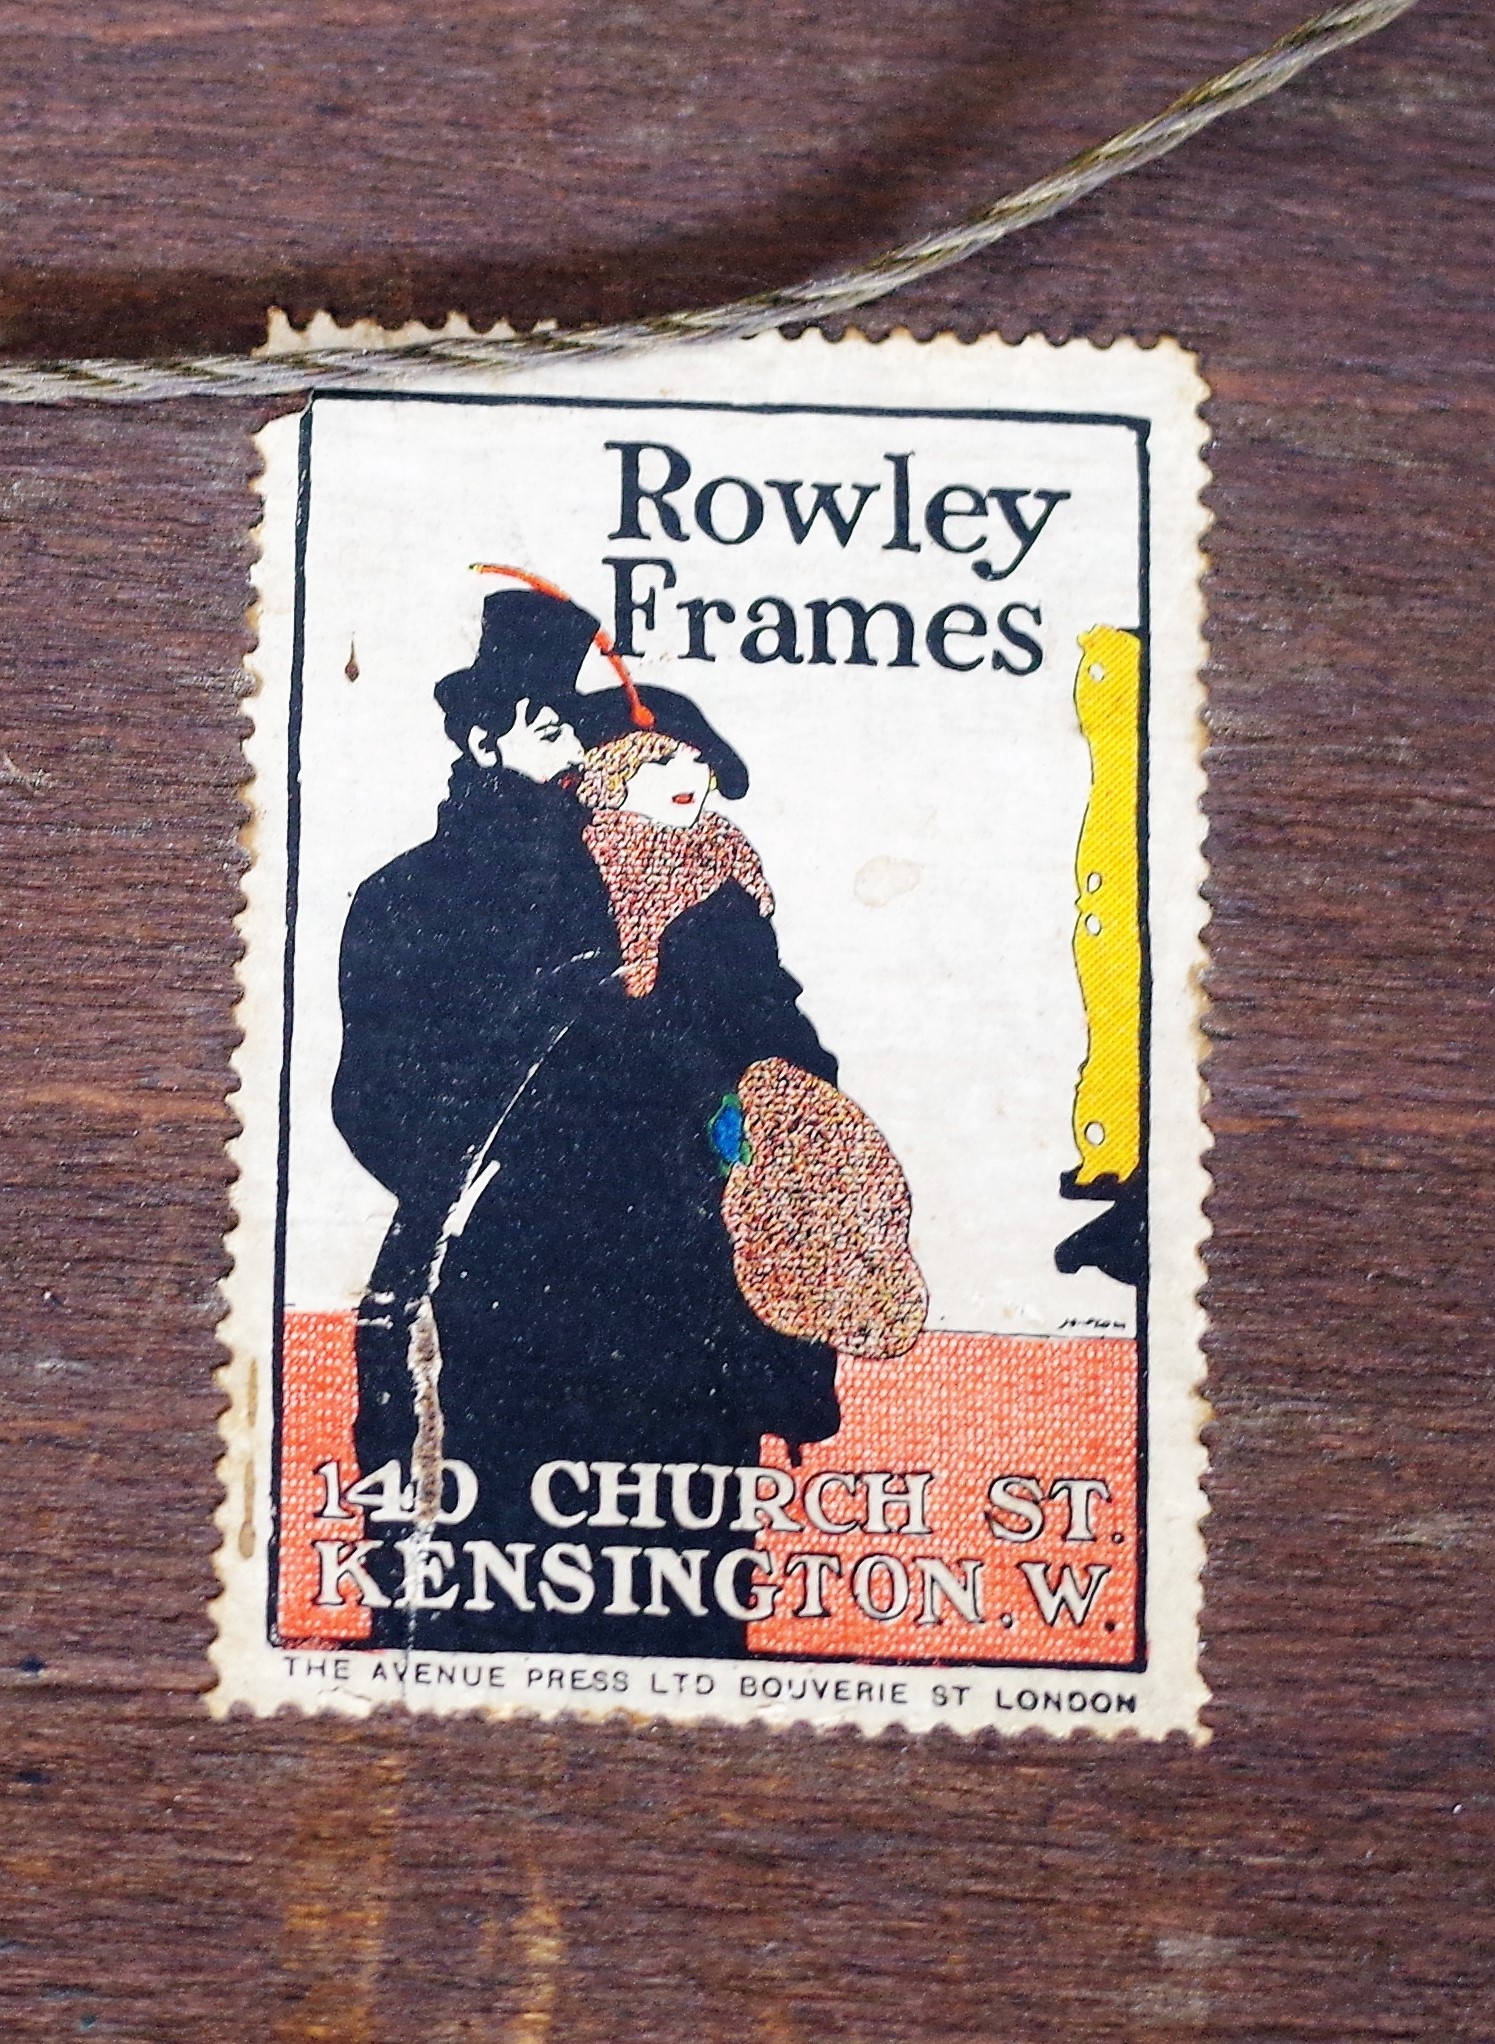 Rowley
Frames
140 CHURCH ST.
KENSINGTON. W.
THE AVENUE PRESS LTD BOUVERIE ST LONDON